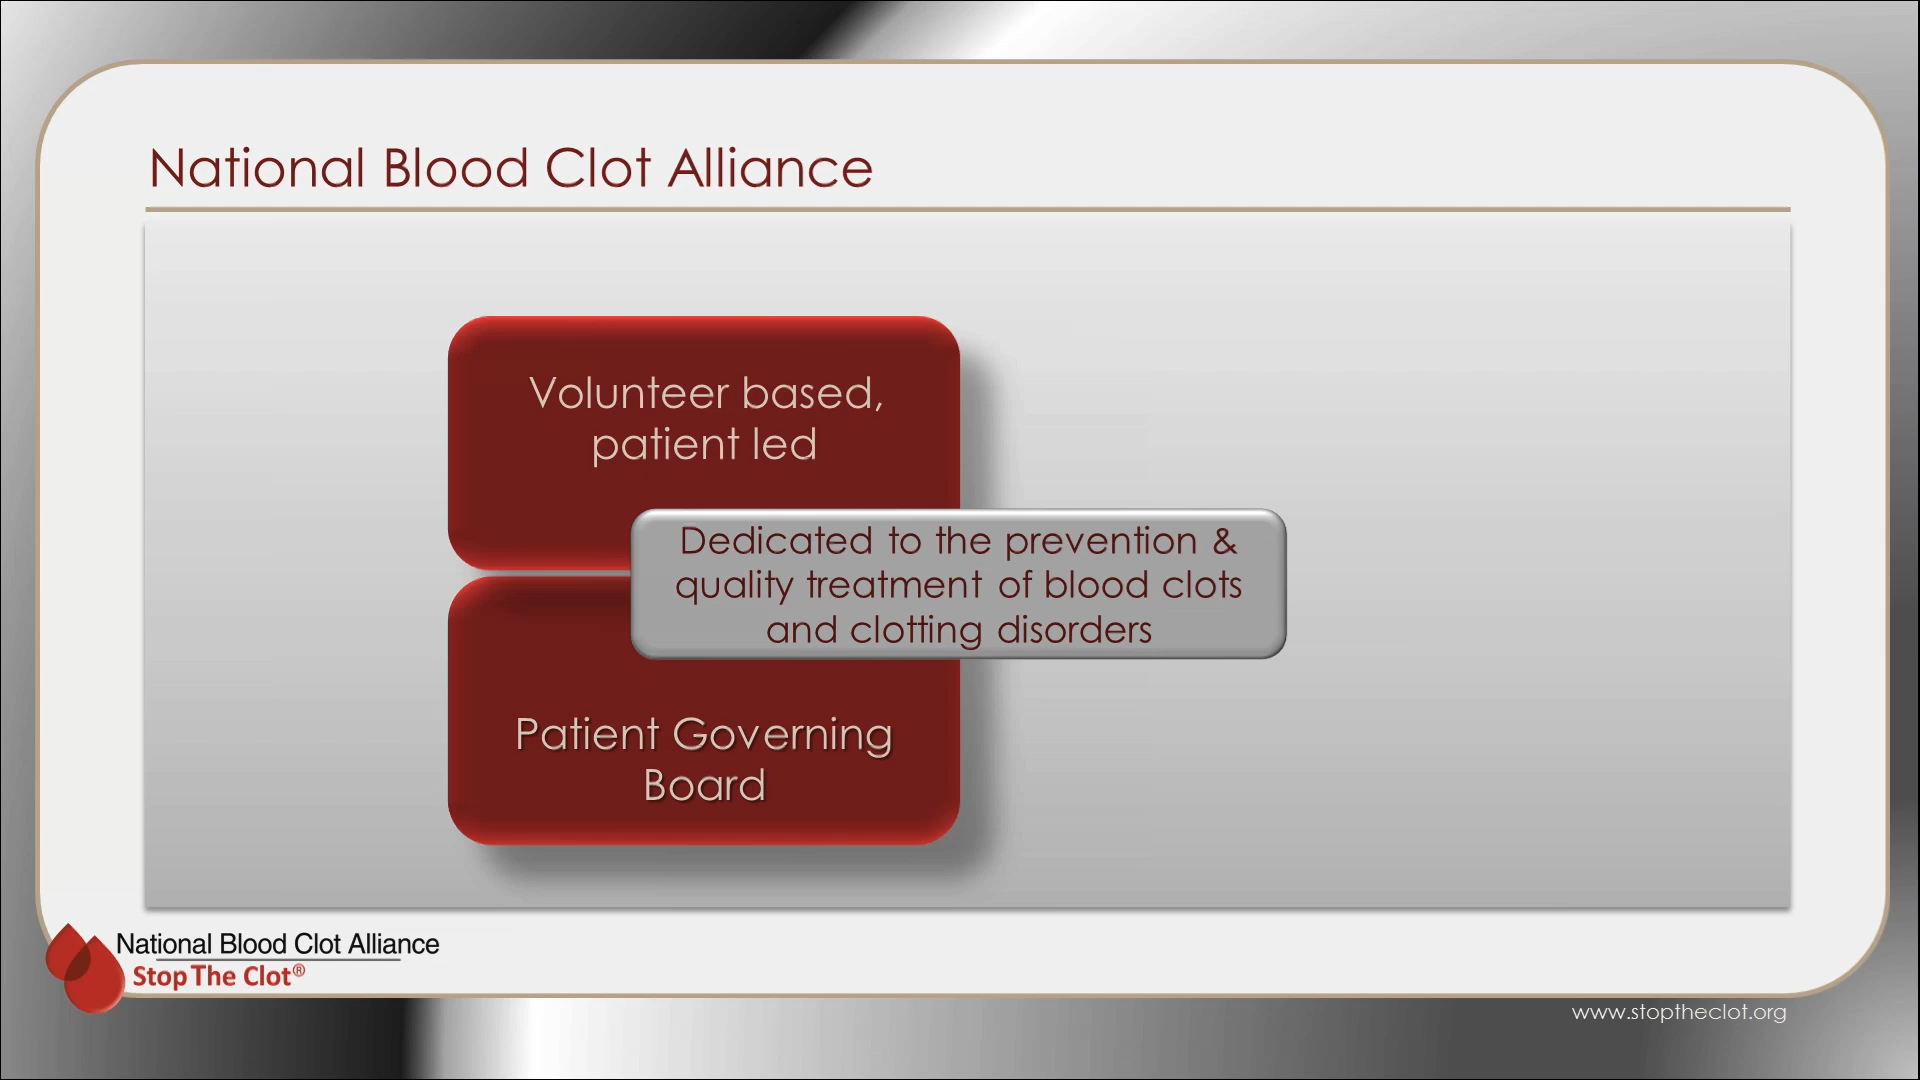 National Blood Clot Alliance
Volunteer based,
patient led
Dedicated to the prevention &
quality treatment of blood clots
and clotting disorders
Patient Governing
Board
National Blood Clot Alliance
Stop The Clot®
www.stoptheclot.org